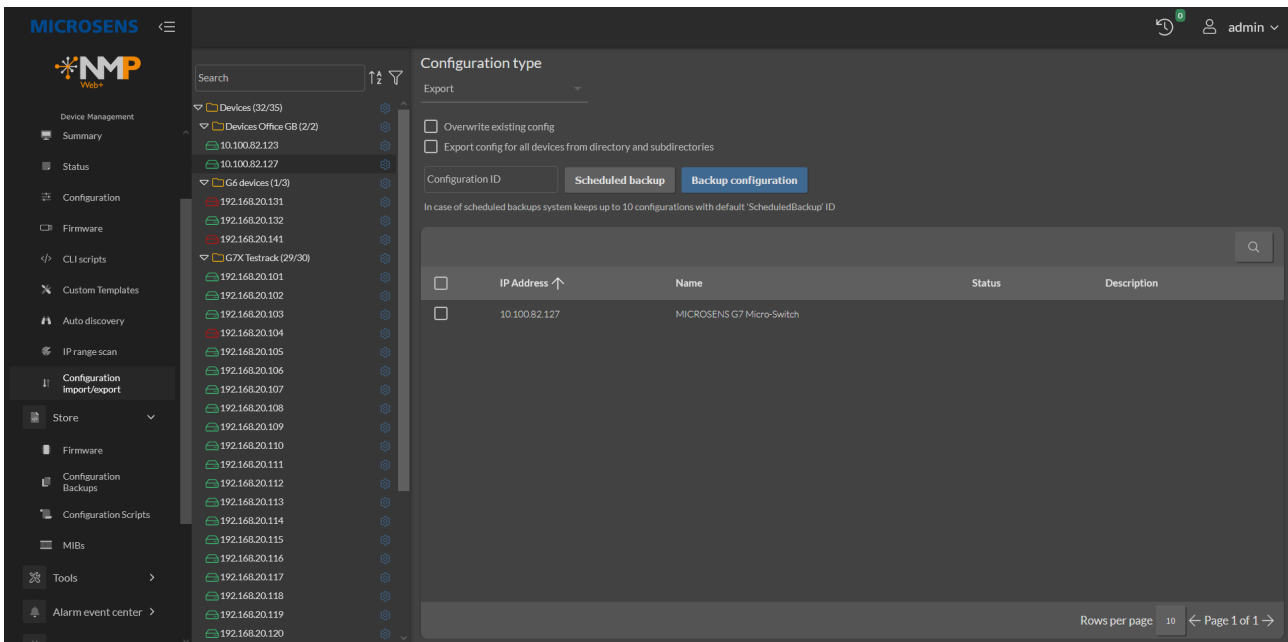 MICROSENS
0
admin
NMP
Web+
Device Management
Summary
Status
Configuration
Firmware
CLI scripts
Custom Templates
Auto discovery
IP range scan
Configuration
import/export
Store
Firmware
Configuration
Backups
Configuration Scripts
MIBs
Tools
Alarm event center
Search
Devices (32/35)
Devices Office GB (2/2)
10.100.82.123
10.100.82.127
G6 devices (1/3)
192.168.20.131
192.168.20.132
192.168.20.141
G7X Testrack (29/30)
192.168.20.101
192.168.20.102
192.168.20.103
192.168.20.104
192.168.20.105
192.168.20.106
192.168.20.107
192.168.20.108
192.168.20.109
192.168.20.110
192.168.20.111
192.168.20.112
192.168.20.113
192.168.20.114
192.168.20.115
192.168.20.116
192.168.20.117
192.168.20.118
192.168.20.119
192.168.20.120
Configuration type
Export
Overwrite existing config
Export config for all devices from directory and subdirectories
Configuration ID Scheduled backup Backup configuration
In case of scheduled backups system keeps up to 10 configurations with default 'ScheduledBackup' ID
IP Address Name Status Description
10.100.82.127 MICROSENS G7 Micro-Switch
Rows per page 10 Page 1 of 1